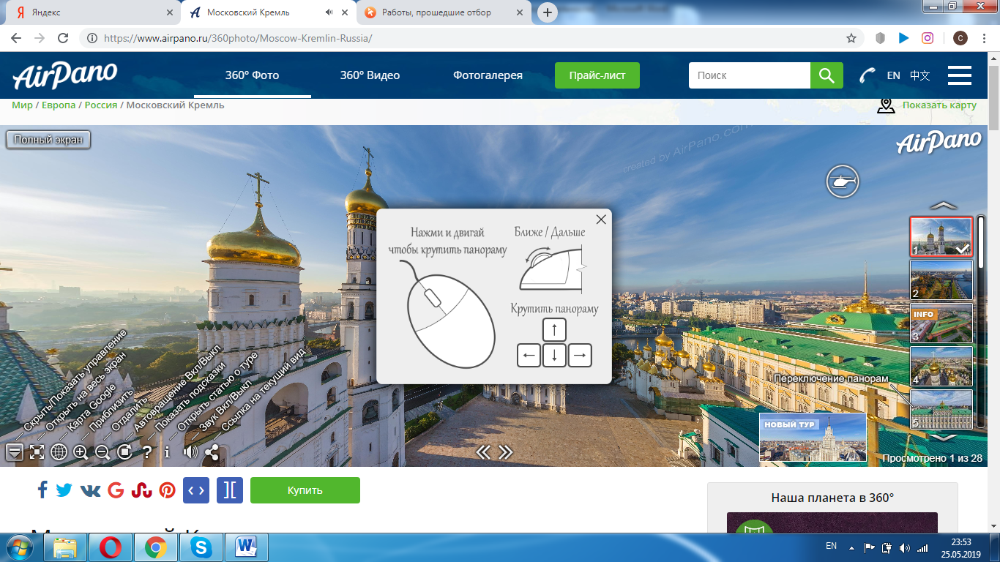 Яндекс
Московский Кремль
Работы, прошедшие отбор
https://www.airpano.ru/360photo/Moscow-Kremlin-Russia/
C
AirPano
360° Фото
360° Видео
Фотогалерея
Прайс-лист
Поиск
EN
中文
Мир / Европа / Россия / Московский Кремль
Показать карту
Полный экран
created by AirPano.com
AirPano
Нажми и двигай
чтобы крутить панораму
Ближе / Дальше
Крутить панораму
1
2
INFO
3
4
5
Переключение панорам
НОВЫЙ ТУР
Просмотрено 1 из 28
Скрыть/Показать управление
Открыть на весь экран
Карта Google
Приблизить
Отдалить
Автовращение Вкл/Выкл
Показать подсказки
Открыть статью о туре
Звук Вкл/Выкл
Ссылка на текущий вид
Купить
Наша планета в 360°
Московский Кремль
EN
23:53
25.05.2019